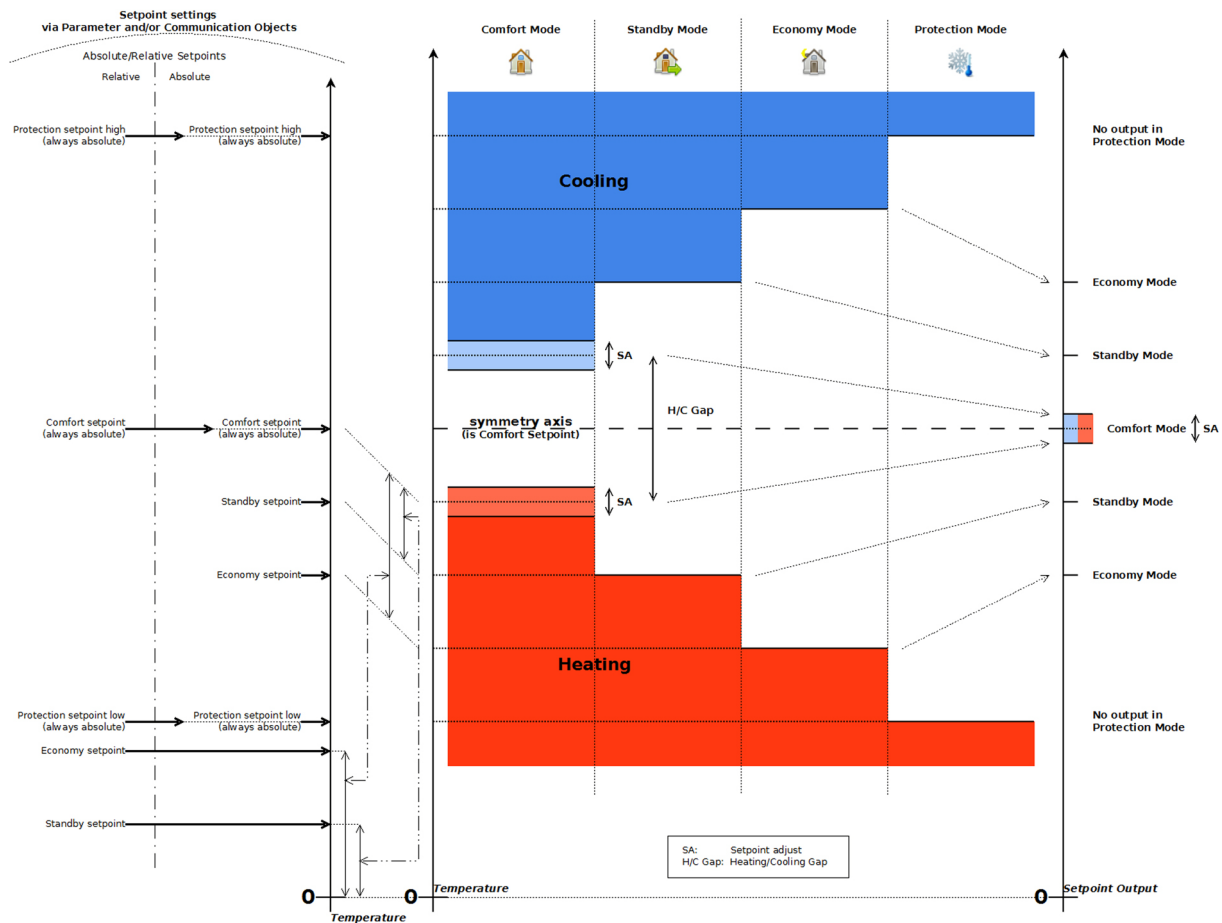 Setpoint settings
via Parameter and/or Communication Objects
Absolute/Relative Setpoints
Relative
Absolute
Comfort Mode
Standby Mode
Economy Mode
Protection Mode
Protection setpoint high
(always absolute)
Protection setpoint high
(always absolute)
No output in
Protection Mode
Cooling
Economy Mode
SA
Standby Mode
H/C Gap
Comfort setpoint
(always absolute)
Comfort setpoint
(always absolute)
symmetry axis
(is Comfort Setpoint)
Comfort Mode
SA
Standby setpoint
SA
Standby Mode
Economy setpoint
Economy Mode
Heating
Protection setpoint low
(always absolute)
Protection setpoint low
(always absolute)
No output in
Protection Mode
Economy setpoint
Standby setpoint
SA: Setpoint adjust
H/C Gap: Heating/Cooling Gap
0
Temperature
0
Temperature
0
Setpoint Output